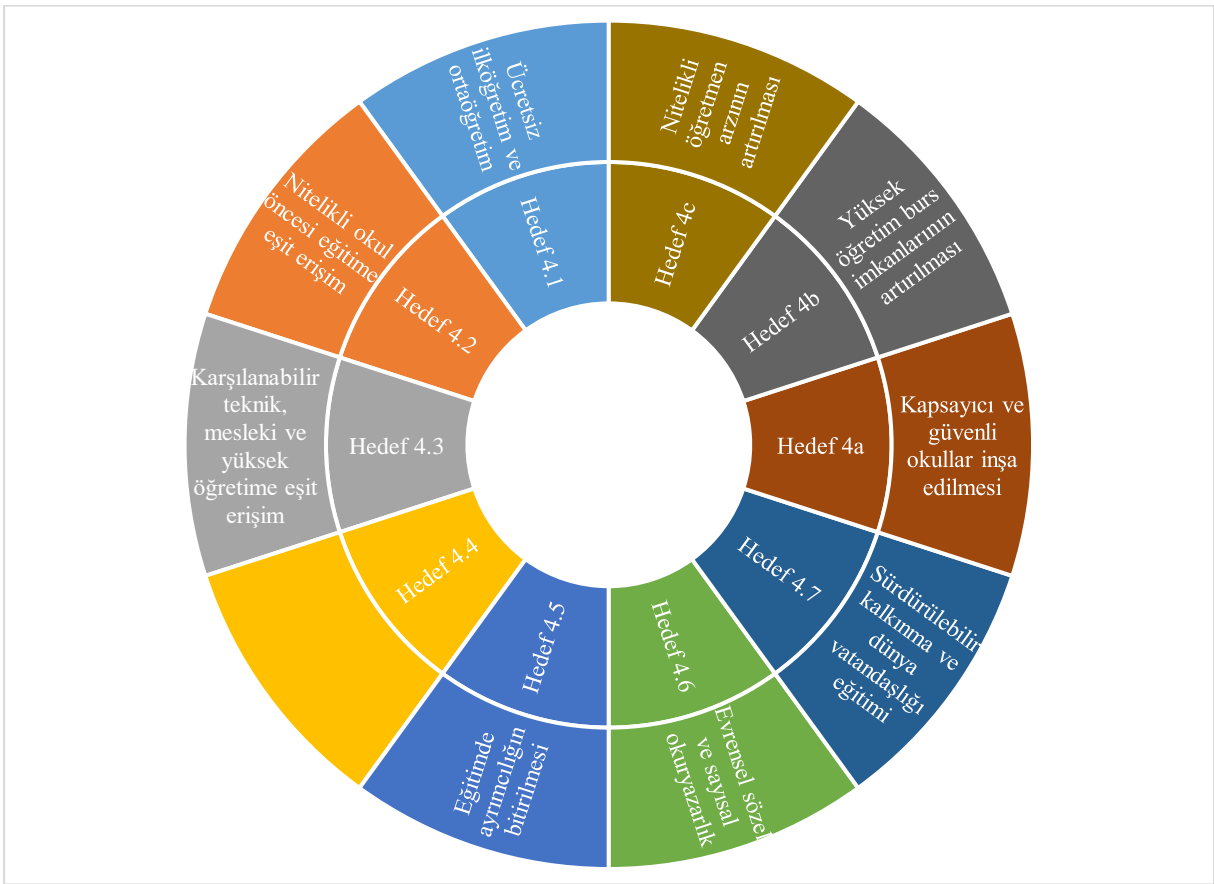 Ücretsiz
ilköğretim ve
ortaöğretim
Hedef 4.1
Nitelikli okul
öncesi eğitime
eşit erişim
Hedef 4.2
Karşılanabilir
teknik,
mesleki ve
yüksek
öğretime eşit
erişim
Hedef 4.3
Hedef 4.4
Hedef 4.5
Eğitimde
ayrımcılığın
bitirilmesi
Hedef 4.6
Evrensel sözel
ve sayısal
okuryazarlık
Hedef 4.7
Sürdürülebilir
kalkınma ve
dünya
vatandaşlığı
eğitimi
Hedef 4a
Kapsayıcı ve
güvenli
okullar inşa
edilmesi
Hedef 4b
Yüksek
öğretim burs
imkanlarının
artırılması
Hedef 4c
Nitelikli
öğretmen
arzının
artırılması